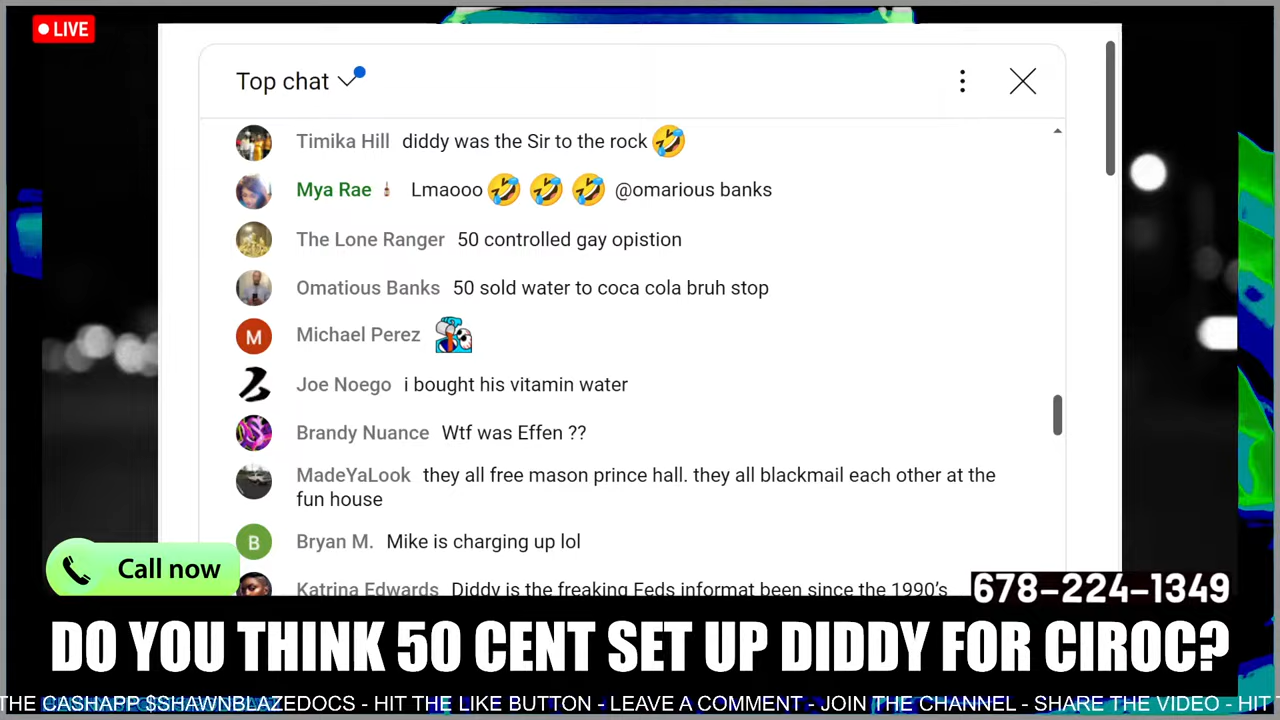 LIVE
Top chat
Timika Hill diddy was the Sir to the rock
Mya Rae Lmaooo @omarious banks
The Lone Ranger 50 controlled gay opistion
Omatious Banks 50 sold water to coca cola bruh stop
M Michael Perez
Joe Noego i bought his vitamin water
Brandy Nuance Wtf was Effen ??
MadeYaLook they all free mason prince hall. they all blackmail each other at the
fun house
B Bryan M. Mike is charging up lol
Call now
Katrina Edwards Diddy is the freaking Feds informat been since the 1990's
678-224-1349
DO YOU THINK 50 CENT SET UP DIDDY FOR CIROC?
THE CASHAPP $SHAWNBLAZEDOCS - HIT THE LIKE BUTTON - LEAVE A COMMENT - JOIN THE CHANNEL - SHARE THE VIDEO - HIT